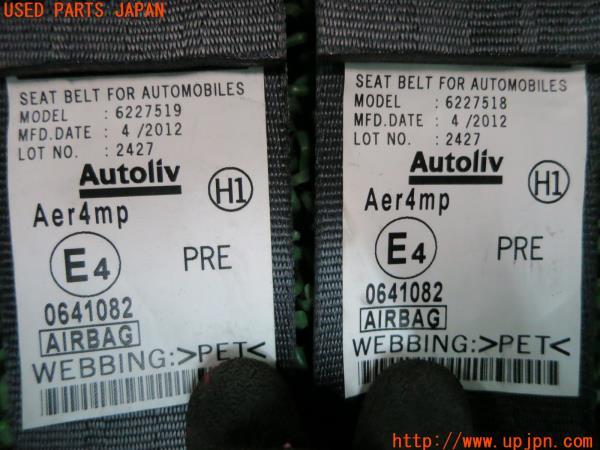 USED PARTS JAPAN
SEAT BELT FOR AUTOMOBILES
MODEL : 6227519
MFD.DATE : 4 /2012
LOT NO. : 2427
Autoliv
H1
Aer4mp
E4
PRE
0641082
AIRBAG
WEBBING:>PET<
SEAT BELT FOR AUTOMOBILES
MODEL : 6227518
MFD.DATE : 4 /2012
LOT NO. : 2427
Autoliv
H1
Aer4mp
E4
PRE
0641082
AIRBAG
WEBBING:>PET<
http://www.upjpn.com/